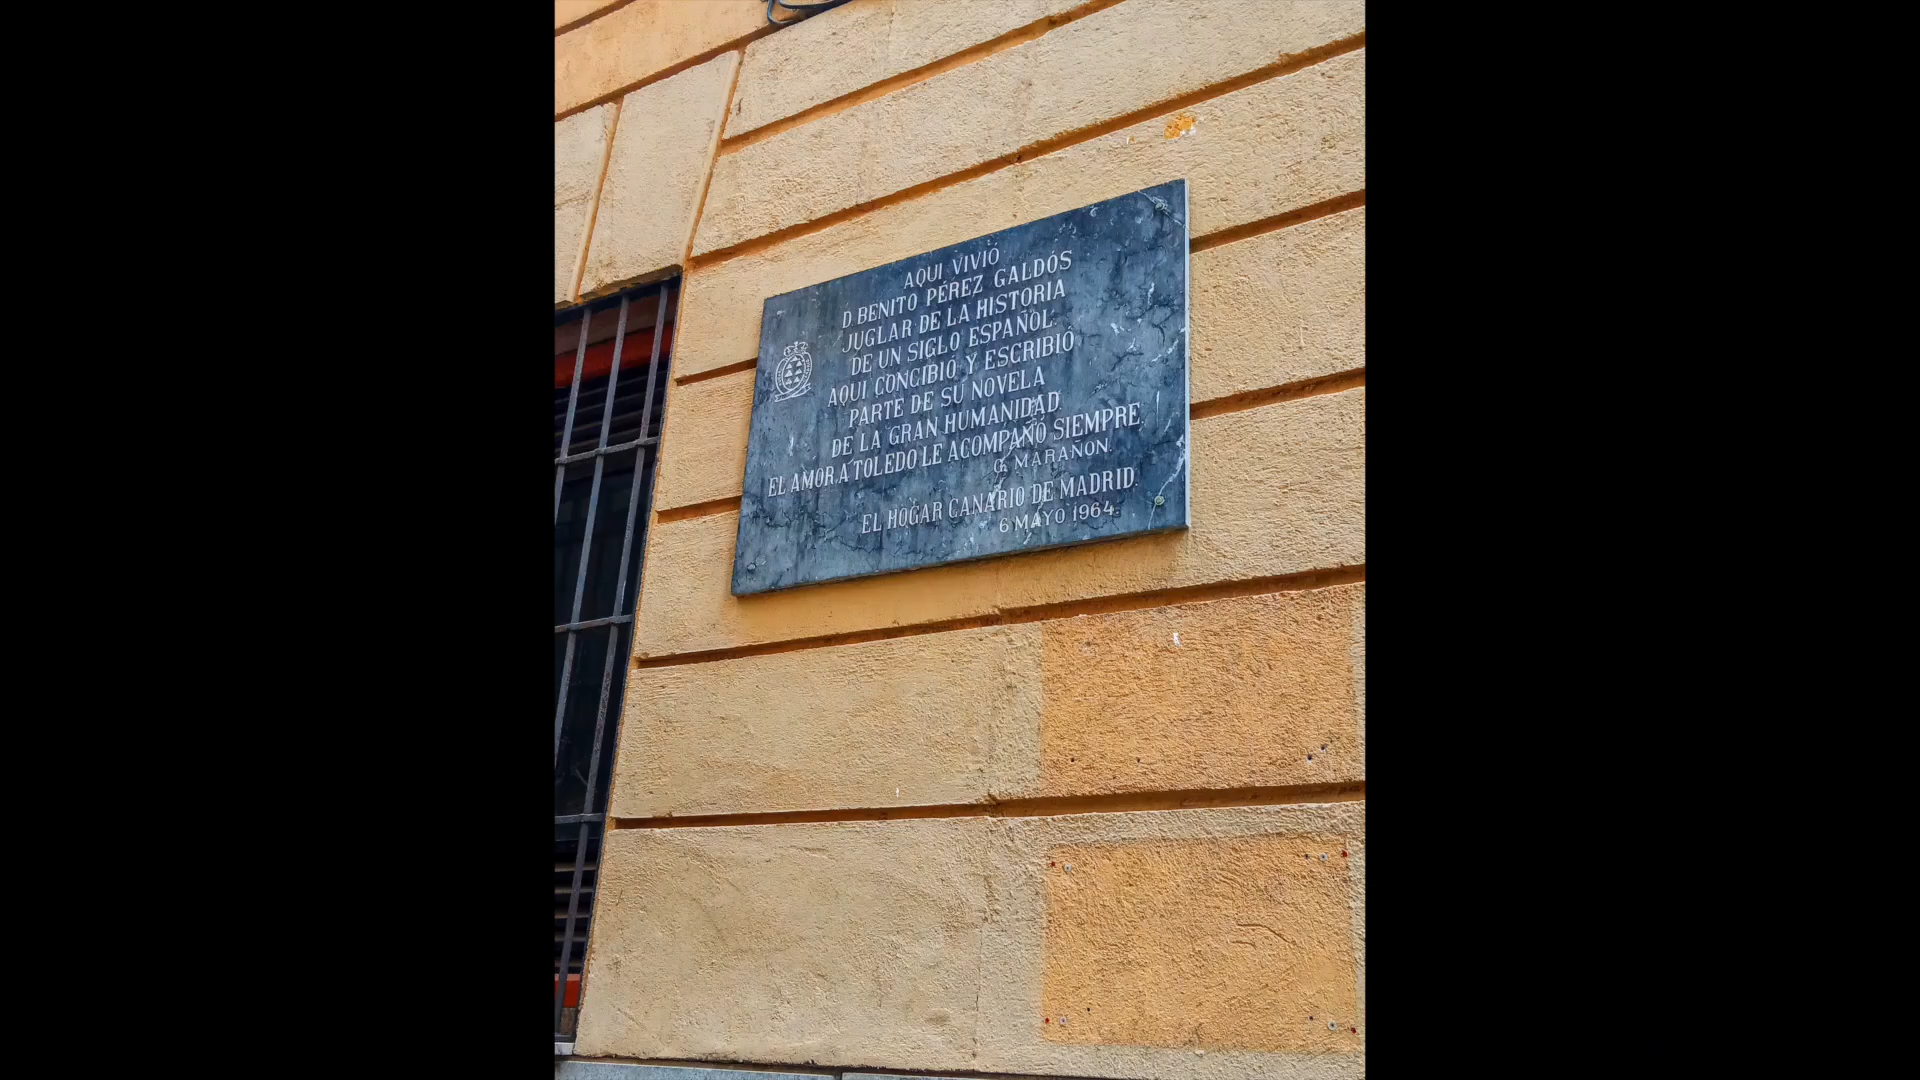 AQUI VIVIÓ
D. BENITO PÉREZ GALDÓS
JUGLAR DE LA HISTORIA
DE UN SIGLO ESPAÑOL.
AQUI CONCIBIÓ Y ESCRIBIÓ
PARTE DE SU NOVELA
DE LA GRAN HUMANIDAD.
EL AMOR A TOLEDO LE ACOMPAÑÓ SIEMPRE.
G. MARAÑON.
EL HOGAR CANARIO DE MADRID.
6 MAYO 1964.